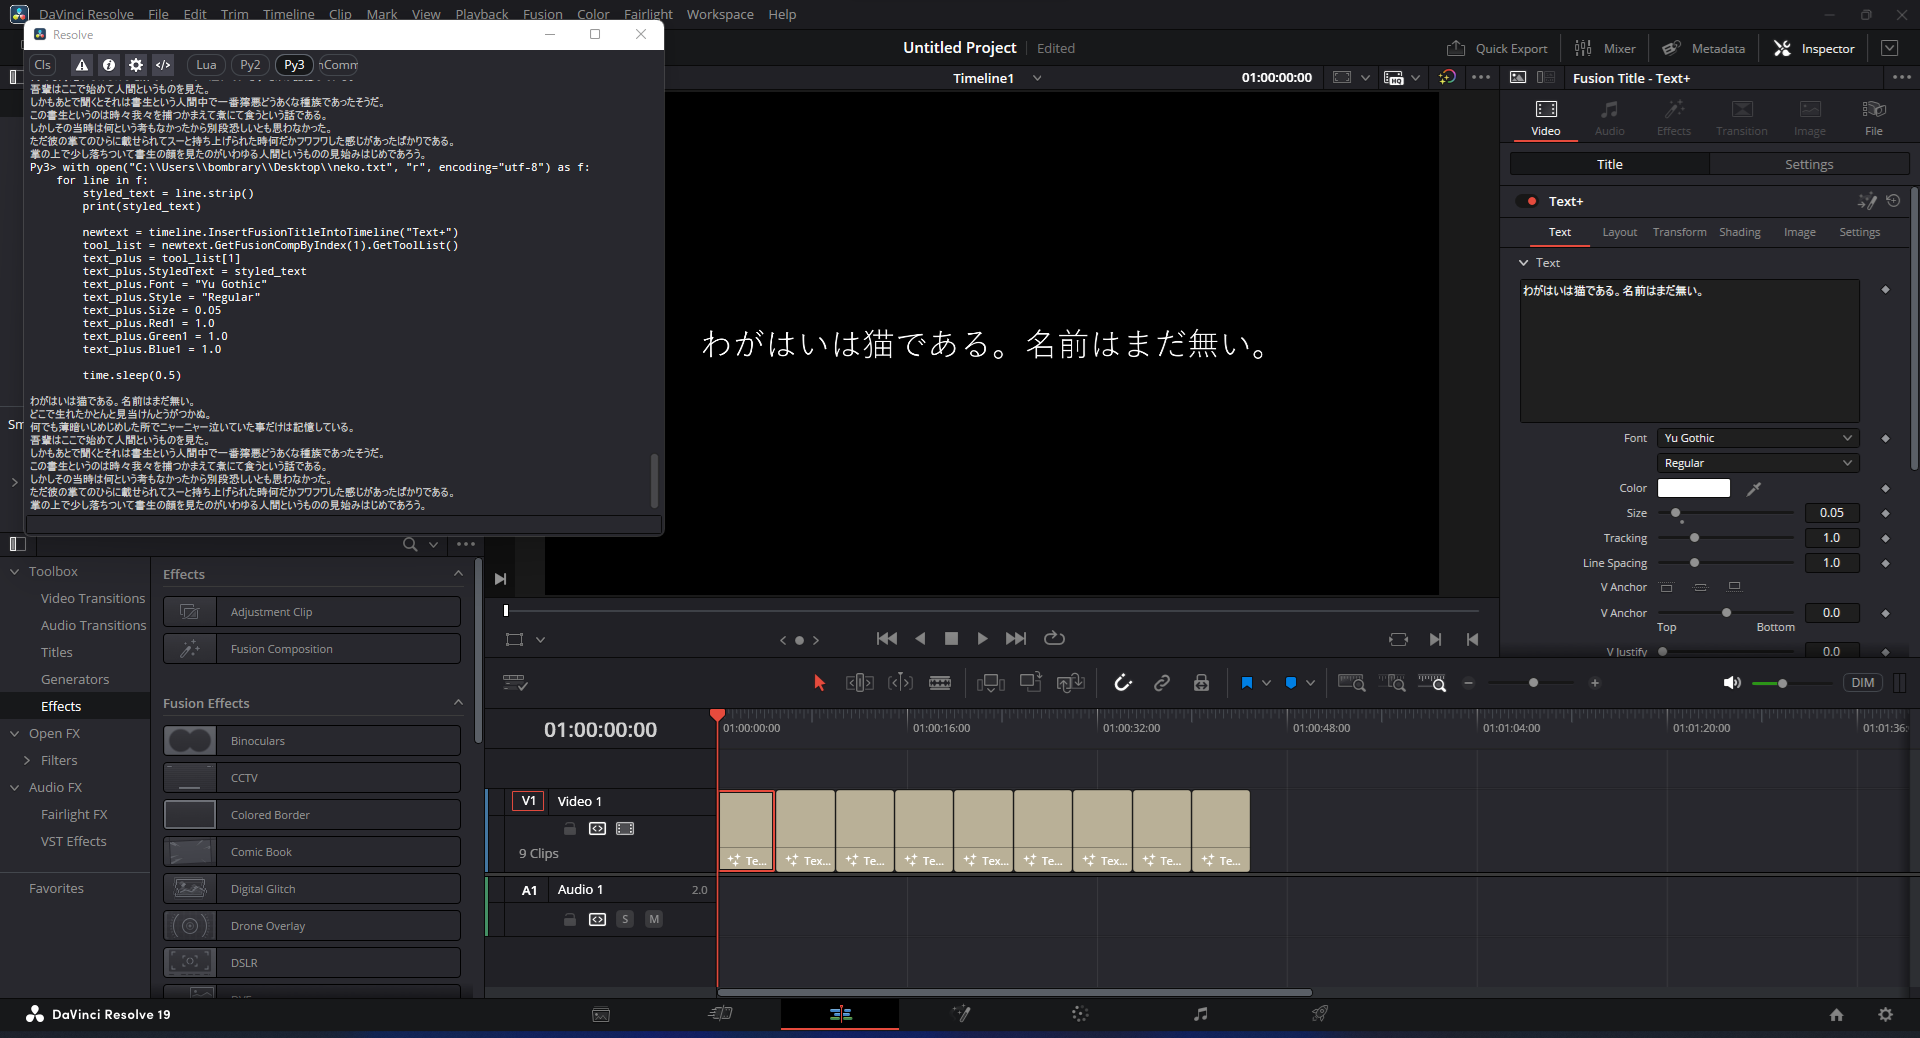 DaVinci Resolve File Edit Trim Timeline Clip Mark View Playback Fusion Color Fairlight Workspace Help
Resolve
Cls Lua Py2 Py3
吾輩はここで始めて人間というものを見た。
しかもあとで聞くとそれは書生という人間中で一番獰悪どうあくな種族であったそうだ。
この書生というのは時々我々を捕つかまえて煮にて食うという話である。
しかしその当時は何という考もなかったから別段恐しいとも思わなかった。
ただ彼の掌てのひらに載せられてスーと持ち上げられた時何だかフワフワした感じがあったばかりである。
掌の上で少し落ちついて書生の顔を見たのがいわゆる人間というものの見始みはじめであろう。
Py3> with open("C:\\Users\\bombrary\\Desktop\\neko.txt", "r", encoding="utf-8") as f:
for line in f:
styled_text = line.strip()
print(styled_text)
newtext = timeline.InsertFusionTitleIntoTimeline("Text+")
tool_list = newtext.GetFusionCompByIndex(1).GetToolList()
text_plus = tool_list[1]
text_plus.StyledText = styled_text
text_plus.Font = "Yu Gothic"
text_plus.Style = "Regular"
text_plus.Size = 0.05
text_plus.Red1 = 1.0
text_plus.Green1 = 1.0
text_plus.Blue1 = 1.0
time.sleep(0.5)
わがはいは猫である。名前はまだ無い。
どこで生れたかとんと見当けんとうがつかぬ。
何でも薄暗いじめじめした所でニャーニャー泣いていた事だけは記憶している。
吾輩はここで始めて人間というものを見た。
しかもあとで聞くとそれは書生という人間中で一番獰悪どうあくな種族であったそうだ。
この書生というのは時々我々を捕つかまえて煮にて食うという話である。
しかしその当時は何という考もなかったから別段恐しいとも思わなかった。
ただ彼の掌てのひらに載せられてスーと持ち上げられた時何だかフワフワした感じがあったばかりである。
掌の上で少し落ちついて書生の顔を見たのがいわゆる人間というものの見始みはじめであろう。
Untitled Project Edited
Quick Export Mixer Metadata Inspector
Timeline1 01:00:00:00
Fusion Title - Text+
わがはいは猫である。名前はまだ無い。
Video Audio Effects Transition Image File
Title Settings
Text+
Text Layout Transform Shading Image Settings
Text
わがはいは猫である。名前はまだ無い。
Font Yu Gothic
Regular
Color
Size 0.05
Tracking 1.0
Line Spacing 1.0
V Anchor
V Anchor 0.0
Top Bottom
V Justify 0.0
Toolbox
Video Transitions
Audio Transitions
Titles
Generators
Effects
Open FX
Filters
Audio FX
Fairlight FX
VST Effects
Favorites
Effects
Adjustment Clip
Fusion Composition
Fusion Effects
Binoculars
CCTV
Colored Border
Comic Book
Digital Glitch
Drone Overlay
DSLR
DIM
01:00:00:00
01:00:00:00 01:00:16:00 01:00:32:00 01:00:48:00 01:01:04:00 01:01:20:00 01:01:36:
V1 Video 1
9 Clips
Te... Tex... Te... Te... Tex... Te... Tex... Te... Te...
A1 Audio 1 2.0
S M
DaVinci Resolve 19